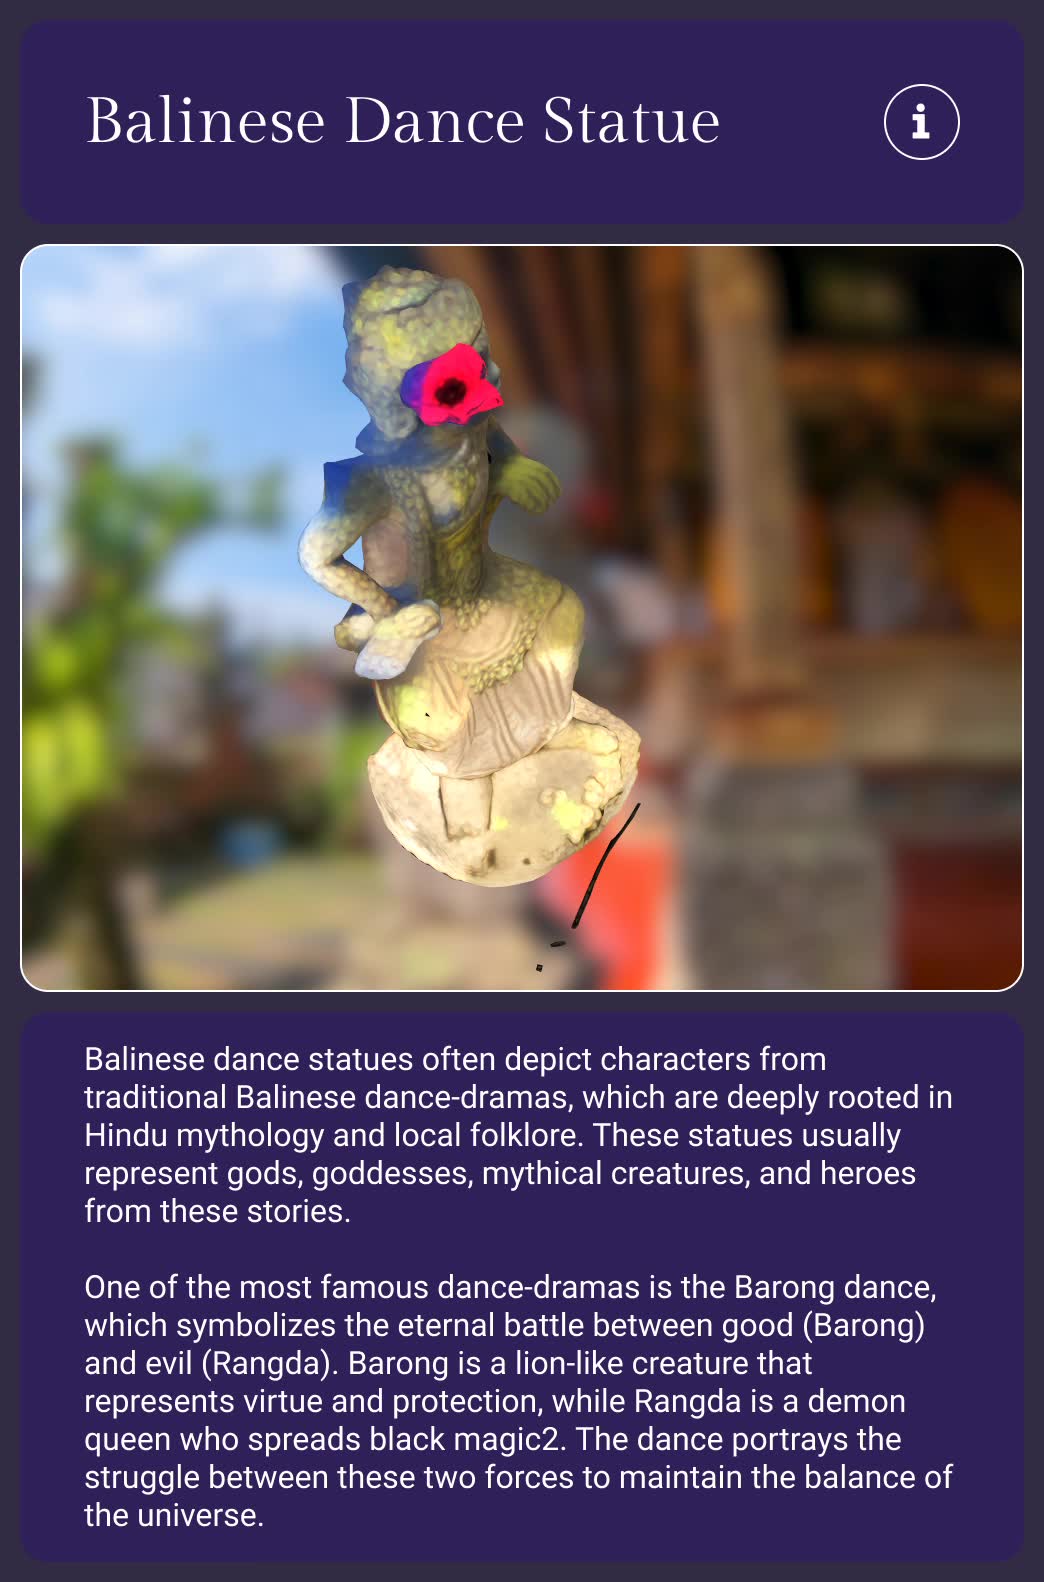 Balinese Dance Statue
Balinese dance statues often depict characters from
traditional Balinese dance-dramas, which are deeply rooted in
Hindu mythology and local folklore. These statues usually
represent gods, goddesses, mythical creatures, and heroes
from these stories.
One of the most famous dance-dramas is the Barong dance,
which symbolizes the eternal battle between good (Barong)
and evil (Rangda). Barong is a lion-like creature that
represents virtue and protection, while Rangda is a demon
queen who spreads black magic2. The dance portrays the
struggle between these two forces to maintain the balance of
the universe.